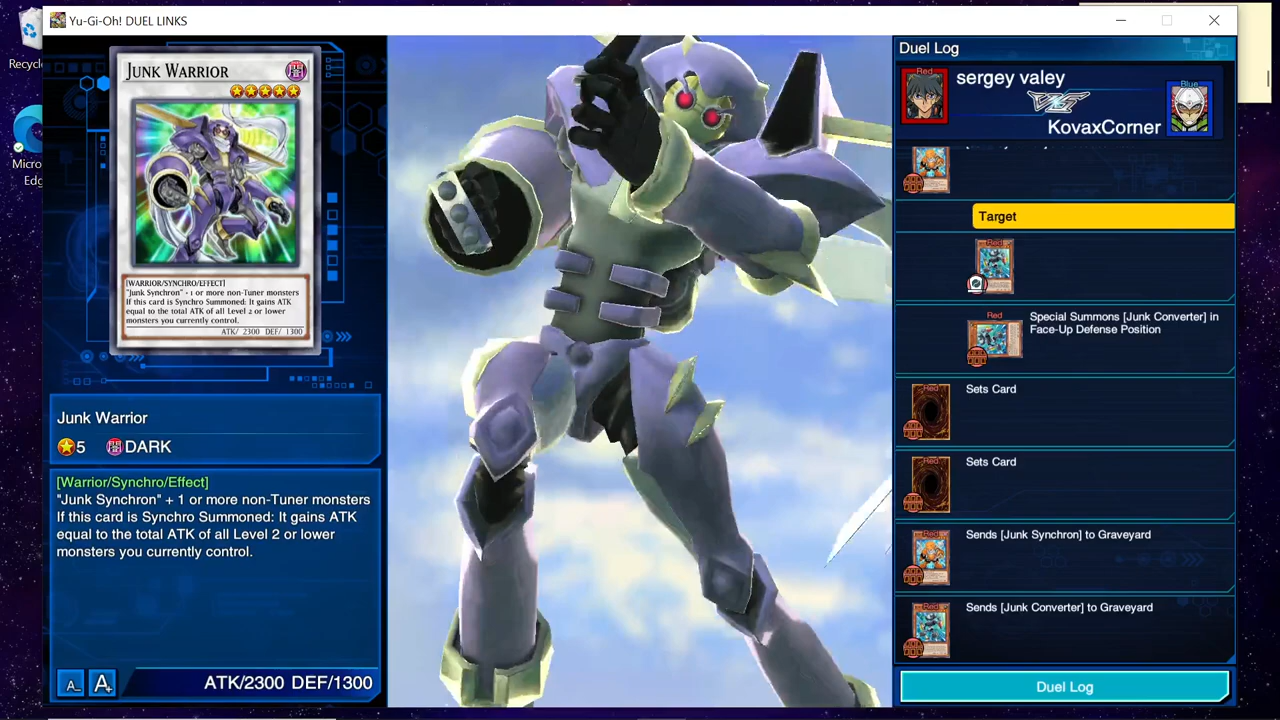 Yu-Gi-Oh! DUEL LINKS
Recycle
Micro
Edg
JUNK WARRIOR
[WARRIOR/SYNCHRO/EFFECT]
"Junk Synchron" + 1 or more non-Tuner monsters
If this card is Synchro Summoned: It gains ATK
equal to the total ATK of all Level 2 or lower
monsters you currently control.
ATK/ 2300 DEF/ 1300
Junk Warrior
5 闇 DARK
[Warrior/Synchro/Effect]
"Junk Synchron" + 1 or more non-Tuner monsters
If this card is Synchro Summoned: It gains ATK
equal to the total ATK of all Level 2 or lower
monsters you currently control.
A- A+ ATK/2300 DEF/1300
Duel Log
Red
sergey valey
VS
Blue
KovaxCorner
Target
Red
Red
Special Summons [Junk Converter] in
Face-Up Defense Position
Red
Sets Card
Red
Sets Card
Red
Sends [Junk Synchron] to Graveyard
Red
Sends [Junk Converter] to Graveyard
Duel Log